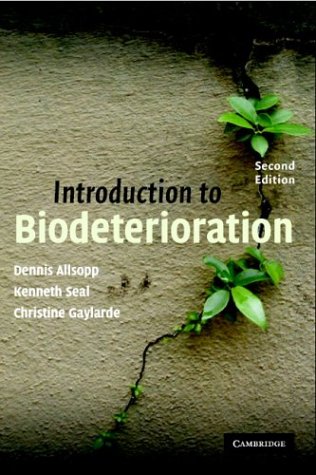 Second
Edition
Introduction to
Biodeterioration
Dennis Allsopp
Kenneth Seal
Christine Gaylarde
CAMBRIDGE